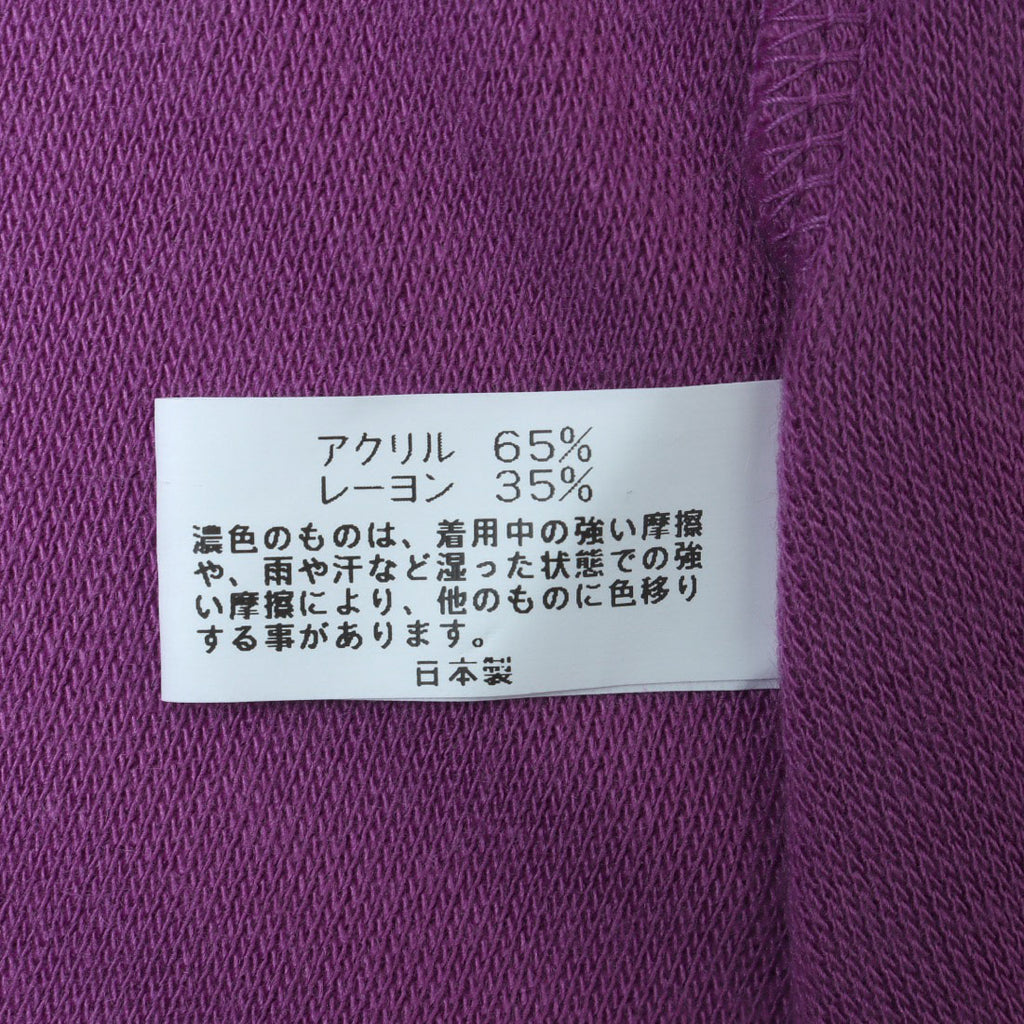 アクリル 65%
レーヨン 35%
濃色のものは、着用中の強い摩擦
や、雨や汗など湿った状態での強
い摩擦により、他のものに色移り
する事があります。
日本製